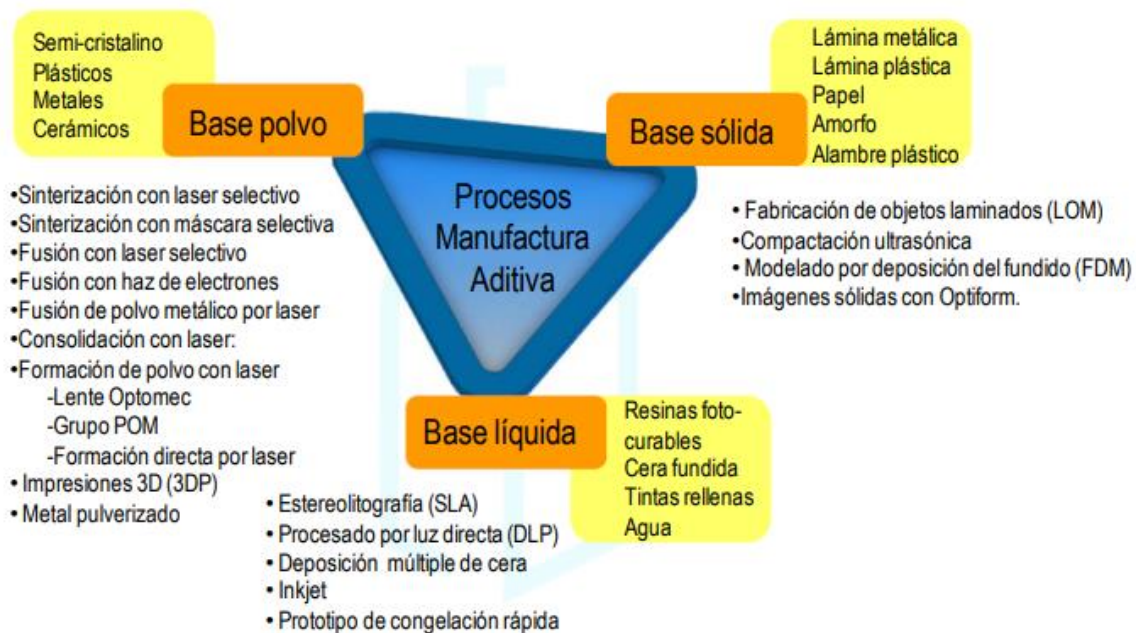 Semi-cristalino
Plásticos
Metales
Cerámicos
Base polvo
Lámina metálica
Lámina plástica
Papel
Amorfo
Alambre plástico
Base sólida
Procesos
Manufactura
Aditiva
•Sinterización con laser selectivo
•Sinterización con máscara selectiva
•Fusión con laser selectivo
•Fusión con haz de electrones
•Fusión de polvo metálico por laser
•Consolidación con laser:
•Formación de polvo con laser
-Lente Optomec
-Grupo POM
-Formación directa por laser
• Impresiones 3D (3DP)
• Metal pulverizado
• Fabricación de objetos laminados (LOM)
•Compactación ultrasónica
• Modelado por deposición del fundido (FDM)
•Imágenes sólidas con Optiform.
Base líquida
Resinas foto-
curables
Cera fundida
Tintas rellenas
Agua
• Estereolitografía (SLA)
• Procesado por luz directa (DLP)
• Deposición múltiple de cera
• Inkjet
• Prototipo de congelación rápida